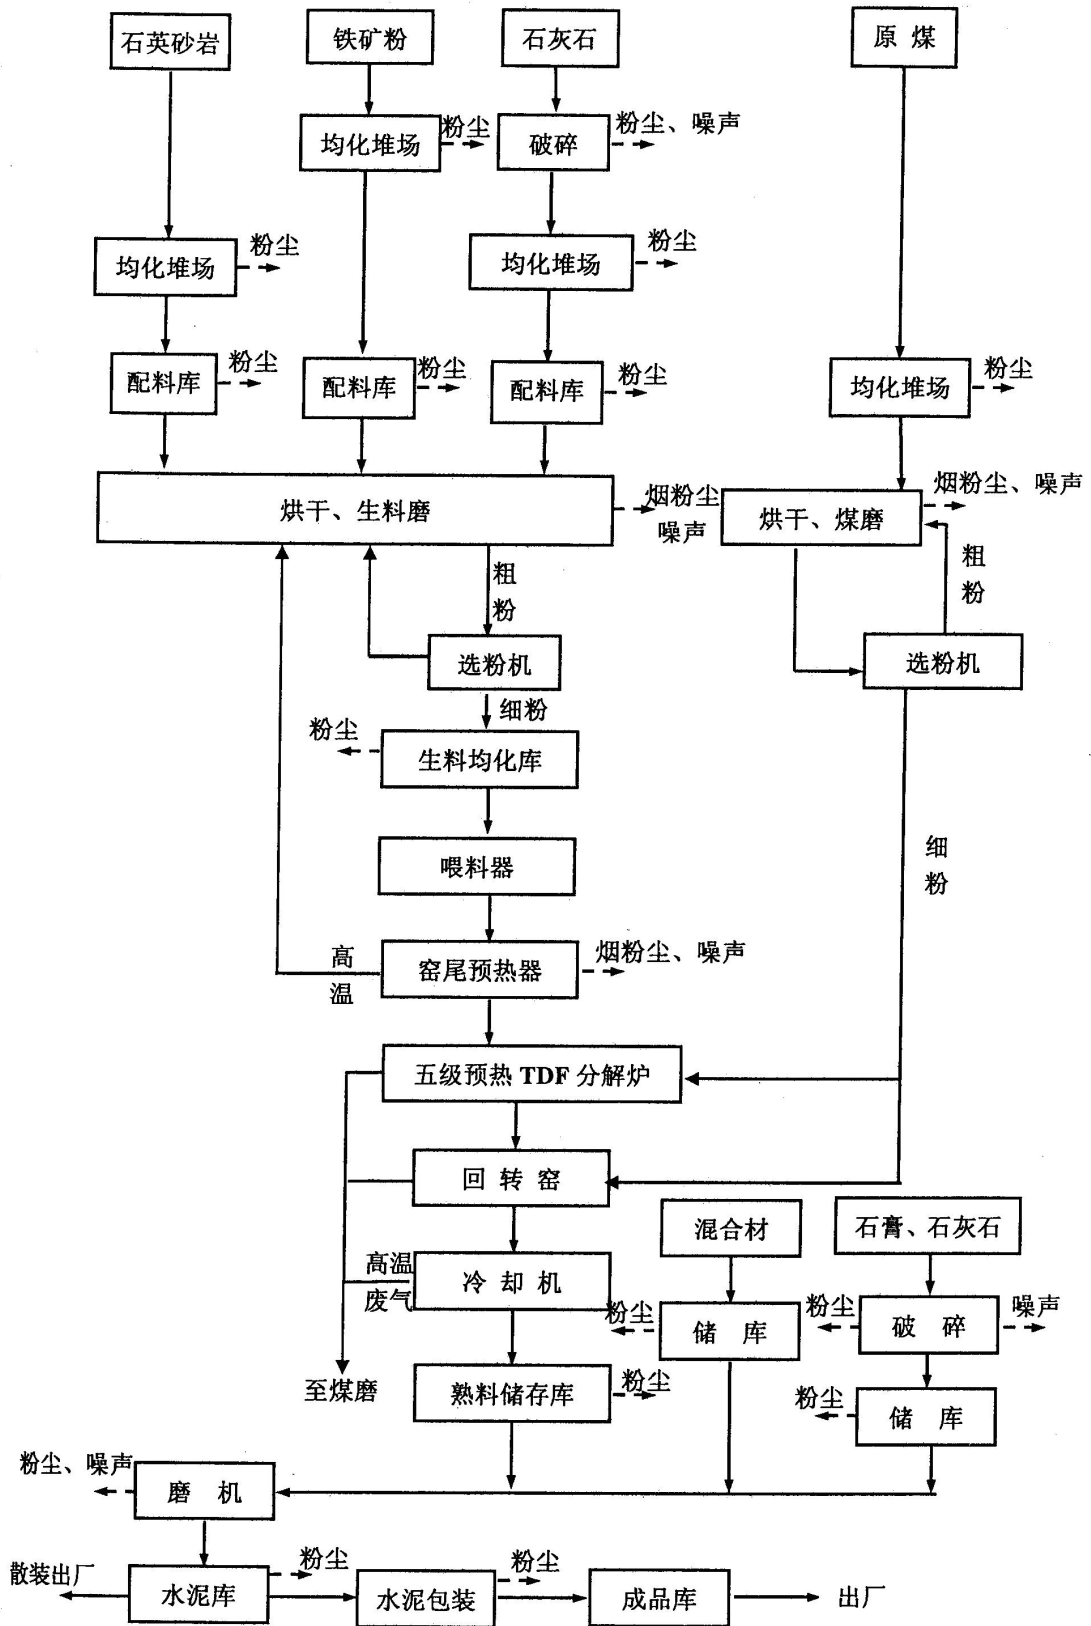 石英砂岩
铁矿粉
石灰石
原 煤
均化堆场
粉尘
破碎
粉尘、噪声
均化堆场
粉尘
均化堆场
粉尘
配料库
粉尘
配料库
粉尘
配料库
粉尘
均化堆场
粉尘
烘干、生料磨
烟粉尘
噪声
烘干、煤磨
烟粉尘、噪声
粗
粉
粗
粉
选粉机
选粉机
细粉
粉尘
生料均化库
喂料器
细
粉
高
温
窑尾预热器
烟粉尘、噪声
五级预热 TDF 分解炉
回 转 窑
混合材
石膏、石灰石
高温
废气
冷 却 机
粉尘
储 库
粉尘
破 碎
噪声
至煤磨
熟料储存库
粉尘
粉尘
储 库
粉尘、噪声
磨 机
散装出厂
水泥库
粉尘
水泥包装
粉尘
成品库
出厂